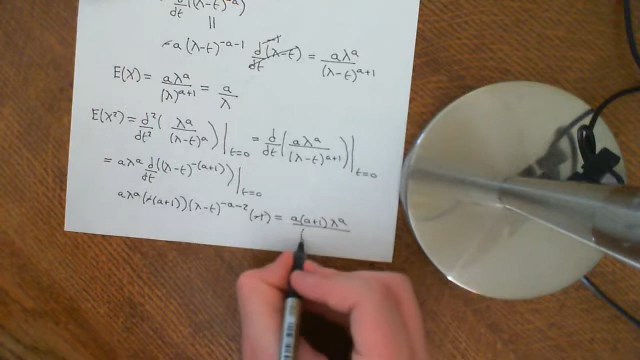 d/dt ((λ-t)^-a)
||
-a(λ-t)^-a-1 d/dt (λ-t) -1 = aλ^a/(λ-t)^a+1
E(X) = aλ^a/(λ)^a+1 = a/λ
E(X²) = d²/dt² (λ^a/(λ-t)^a)|t=0 = d/dt (aλ^a/(λ-t)^a+1)|t=0
= aλ^a d/dt ((λ-t)^-(a+1))|t=0
aλ^a(-(a+1))(λ-t)^-a-2 (-1) = a(a+1)λ^a/(